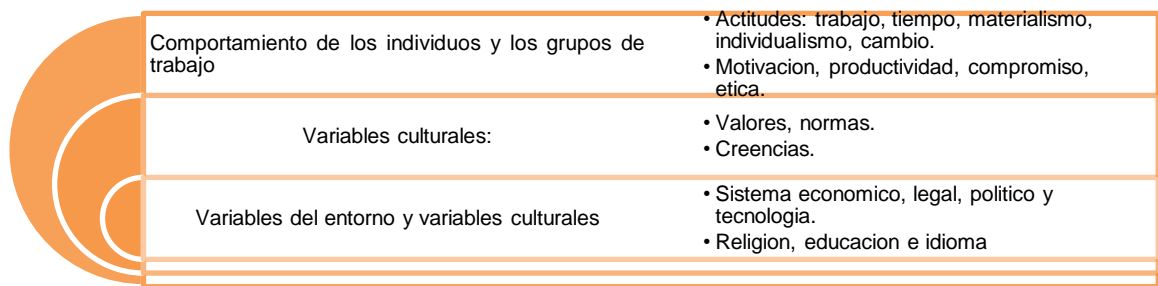 Comportamiento de los individuos y los grupos de
trabajo
• Actitudes: trabajo, tiempo, materialismo,
individualismo, cambio.
• Motivacion, productividad, compromiso,
etica.
Variables culturales:
• Valores, normas.
• Creencias.
Variables del entorno y variables culturales
• Sistema economico, legal, politico y
tecnologia.
• Religion, educacion e idioma